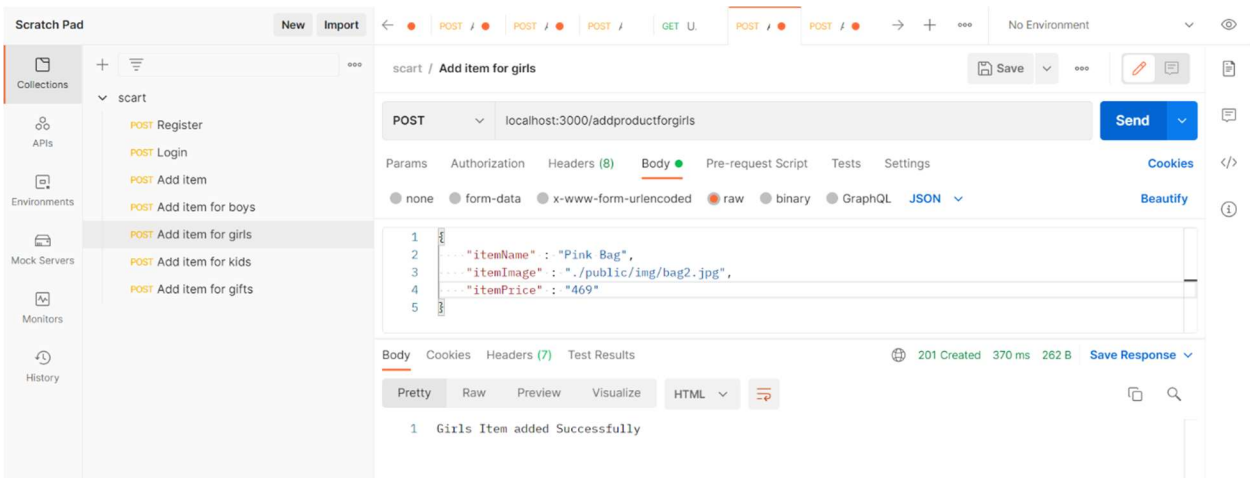 Scratch Pad New Import
POST / POST / POST / GET U. POST / POST / No Environment
Collections
APIs
Environments
Mock Servers
Monitors
History
scart
POST Register
POST Login
POST Add item
POST Add item for boys
POST Add item for girls
POST Add item for kids
POST Add item for gifts
scart / Add item for girls Save
POST localhost:3000/addproductforgirls Send
Params Authorization Headers (8) Body Pre-request Script Tests Settings Cookies
none form-data x-www-form-urlencoded raw binary GraphQL JSON Beautify
1 {
2 "itemName" : "Pink Bag",
3 "itemImage" : "./public/img/bag2.jpg",
4 "itemPrice" : "469"
5 }
Body Cookies Headers (7) Test Results 201 Created 370 ms 262 B Save Response
Pretty Raw Preview Visualize HTML
1 Girls Item added Successfully